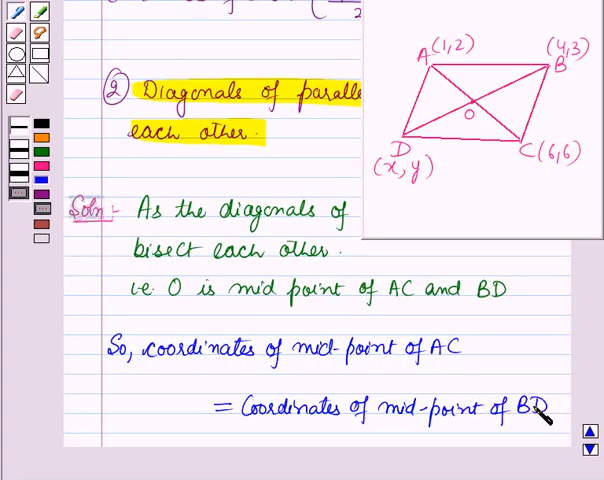 2
② Diagonals of paralle
each other.
Soln:- As the diagonals of
bisect each other.
i.e. O is mid point of AC and BD
So, coordinates of mid-point of AC
= Coordinates of mid-point of BD
A(1,2)
(4,3)
B
O
D
C(6,6)
(x,y)